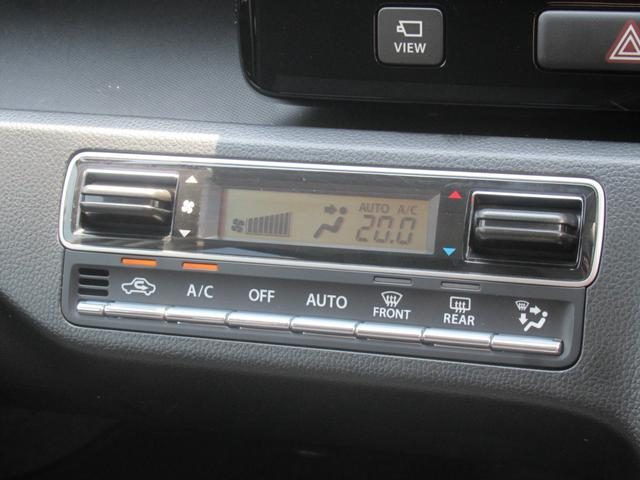 VIEW
AUTO A/C
20.0
A/C OFF AUTO FRONT REAR